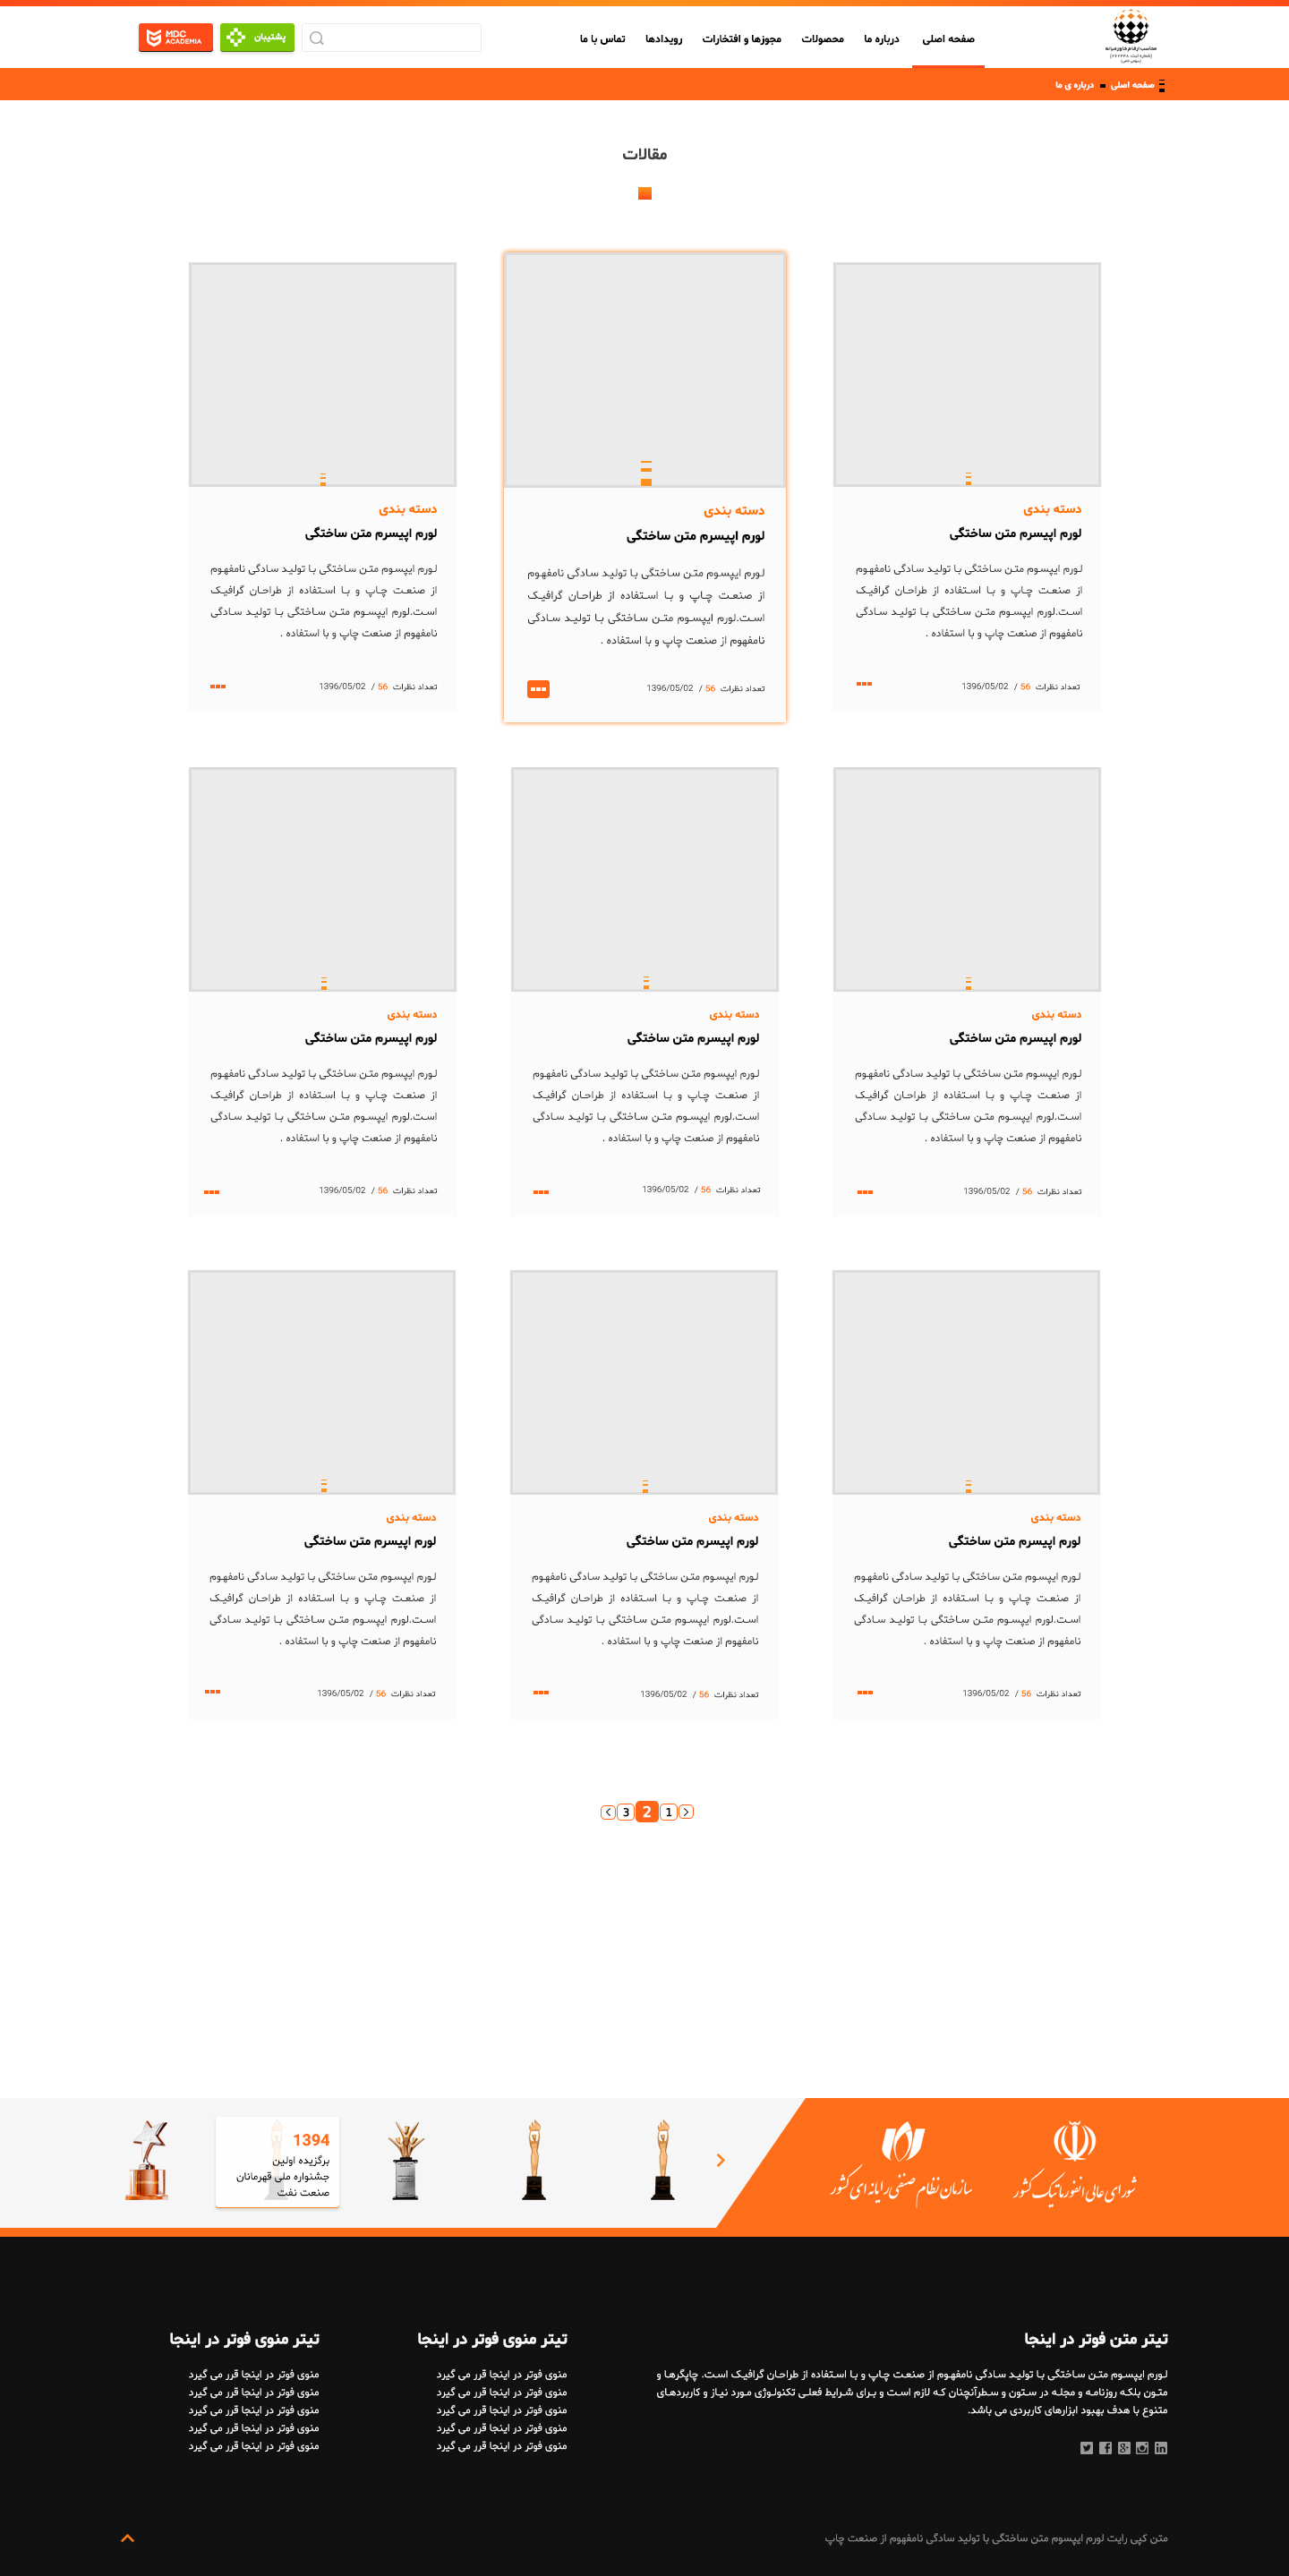 محاسب ارقام خاورمیانه
صفحه اصلی
درباره ما
محصولات
مجوزها و افتخارات
رویدادها
تماس با ما
پشتیبان
MDC
ACADEMIA
صفحه اصلی
درباره ی ما
مقالات
دسته بندی
لورم اپیسرم متن ساختگی
لورم ایپسوم متن ساختگی با تولید سادگی نامفهوم
از صنعت چاپ و با استفاده از طراحان گرافیک
است.لورم ایپسوم متن ساختگی با تولید سادگی
نامفهوم از صنعت چاپ و با استفاده .
تعداد نظرات 56 / 1396/05/02
دسته بندی
لورم اپیسرم متن ساختگی
لورم ایپسوم متن ساختگی با تولید سادگی نامفهوم
از صنعت چاپ و با استفاده از طراحان گرافیک
است.لورم ایپسوم متن ساختگی با تولید سادگی
نامفهوم از صنعت چاپ و با استفاده .
تعداد نظرات 56 / 1396/05/02
دسته بندی
لورم اپیسرم متن ساختگی
لورم ایپسوم متن ساختگی با تولید سادگی نامفهوم
از صنعت چاپ و با استفاده از طراحان گرافیک
است.لورم ایپسوم متن ساختگی با تولید سادگی
نامفهوم از صنعت چاپ و با استفاده .
تعداد نظرات 56 / 1396/05/02
دسته بندی
لورم اپیسرم متن ساختگی
لورم ایپسوم متن ساختگی با تولید سادگی نامفهوم
از صنعت چاپ و با استفاده از طراحان گرافیک
است.لورم ایپسوم متن ساختگی با تولید سادگی
نامفهوم از صنعت چاپ و با استفاده .
تعداد نظرات 56 / 1396/05/02
دسته بندی
لورم اپیسرم متن ساختگی
لورم ایپسوم متن ساختگی با تولید سادگی نامفهوم
از صنعت چاپ و با استفاده از طراحان گرافیک
است.لورم ایپسوم متن ساختگی با تولید سادگی
نامفهوم از صنعت چاپ و با استفاده .
تعداد نظرات 56 / 1396/05/02
دسته بندی
لورم اپیسرم متن ساختگی
لورم ایپسوم متن ساختگی با تولید سادگی نامفهوم
از صنعت چاپ و با استفاده از طراحان گرافیک
است.لورم ایپسوم متن ساختگی با تولید سادگی
نامفهوم از صنعت چاپ و با استفاده .
تعداد نظرات 56 / 1396/05/02
دسته بندی
لورم اپیسرم متن ساختگی
لورم ایپسوم متن ساختگی با تولید سادگی نامفهوم
از صنعت چاپ و با استفاده از طراحان گرافیک
است.لورم ایپسوم متن ساختگی با تولید سادگی
نامفهوم از صنعت چاپ و با استفاده .
تعداد نظرات 56 / 1396/05/02
دسته بندی
لورم اپیسرم متن ساختگی
لورم ایپسوم متن ساختگی با تولید سادگی نامفهوم
از صنعت چاپ و با استفاده از طراحان گرافیک
است.لورم ایپسوم متن ساختگی با تولید سادگی
نامفهوم از صنعت چاپ و با استفاده .
تعداد نظرات 56 / 1396/05/02
دسته بندی
لورم اپیسرم متن ساختگی
لورم ایپسوم متن ساختگی با تولید سادگی نامفهوم
از صنعت چاپ و با استفاده از طراحان گرافیک
است.لورم ایپسوم متن ساختگی با تولید سادگی
نامفهوم از صنعت چاپ و با استفاده .
تعداد نظرات 56 / 1396/05/02
1
2
3
شورای عالی انفورماتیک کشور
سازمان نظام صنفی رایانه ای کشور
1394
برگزیده اولین
جشنواره ملی قهرمانان
صنعت نفت
تیتر متن فوتر در اینجا
لورم ایپسوم متن ساختگی با تولید سادگی نامفهوم از صنعت چاپ و با استفاده از طراحان گرافیک است. چاپگرها و
متون بلکه روزنامه و مجله در ستون و سطرآنچنان که لازم است و برای شرایط فعلی تکنولوژی مورد نیاز و کاربردهای
متنوع با هدف بهبود ابزارهای کاربردی می باشد.
تیتر منوی فوتر در اینجا
منوی فوتر در اینجا قرر می گیرد
منوی فوتر در اینجا قرر می گیرد
منوی فوتر در اینجا قرر می گیرد
منوی فوتر در اینجا قرر می گیرد
منوی فوتر در اینجا قرر می گیرد
تیتر منوی فوتر در اینجا
منوی فوتر در اینجا قرر می گیرد
منوی فوتر در اینجا قرر می گیرد
منوی فوتر در اینجا قرر می گیرد
منوی فوتر در اینجا قرر می گیرد
منوی فوتر در اینجا قرر می گیرد
متن کپی رایت لورم ایپسوم متن ساختگی با تولید سادگی نامفهوم از صنعت چاپ